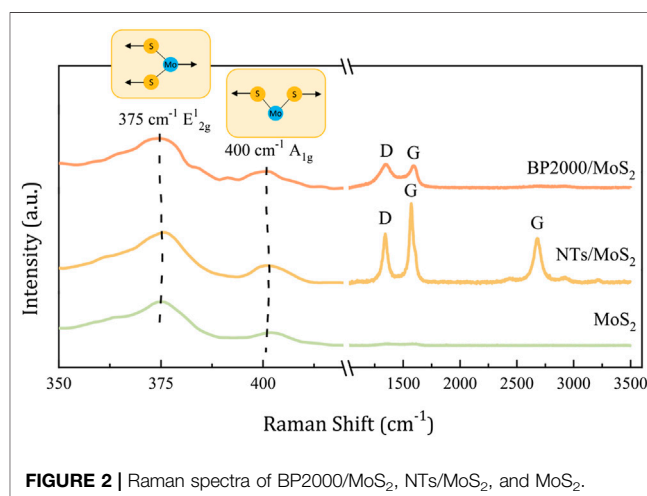 S
Mo
S
S
S
Mo
375 cm⁻¹ E¹₂g
400 cm⁻¹ A₁g
D
G
BP2000/MoS₂
D
G
G
NTs/MoS₂
MoS₂
Intensity (a.u.)
350
375
400
1500
2000
2500
3000
3500
Raman Shift (cm⁻¹)
FIGURE 2 | Raman spectra of BP2000/MoS₂, NTs/MoS₂, and MoS₂.